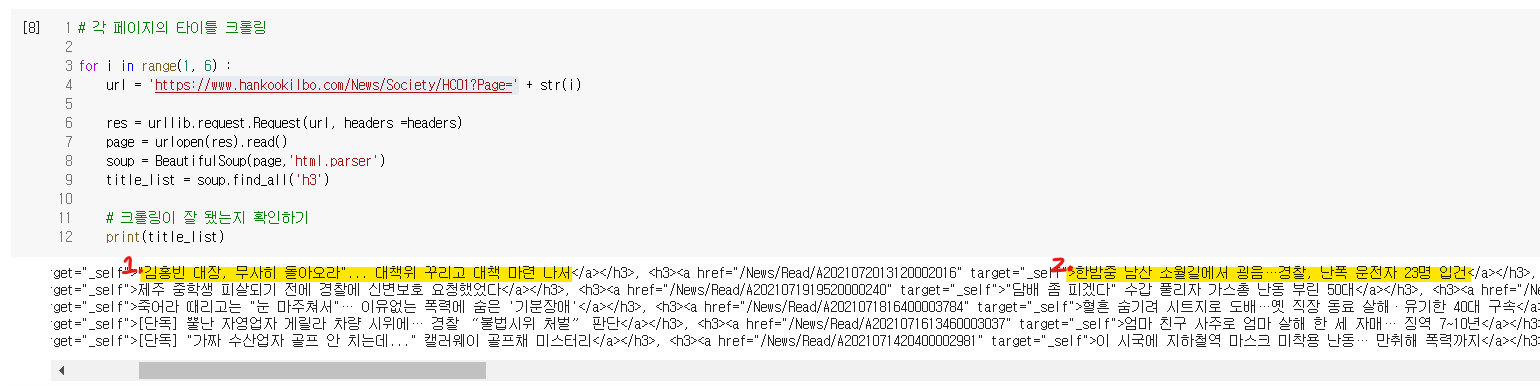 [8] 1 # 각 페이지의 타이틀 크롤링
2
3 for i in range(1, 6) :
4 url = 'https://www.hankookilbo.com/News/Society/HC01?Page=' + str(i)
5
6 res = urllib.request.Request(url, headers =headers)
7 page = urlopen(res).read()
8 soup = BeautifulSoup(page,'html.parser')
9 title_list = soup.find_all('h3')
10
11 # 크롤링이 잘 됐는지 확인하기
12 print(title_list)
1. 2.
rget="_self">"김홍빈 대장, 무사히 돌아오라"... 대책위 꾸리고 대책 마련 나서</a></h3>, <h3><a href="/News/Read/A2021072013120002016" target="_self">한밤중 남산 소월길에서 굉음…경찰, 난폭 운전자 23명 입건</a></h3>,
rget="_self">제주 중학생 피살되기 전에 경찰에 신변보호 요청했었다</a></h3>, <h3><a href="/News/Read/A2021071919520000240" target="_self">"담배 좀 피겠다" 수갑 풀리자 가스총 난동 부린 50대</a></h3>, <h3><a href="/N
rget="_self">죽어라 때리고는 "눈 마주쳐서"… 이유없는 폭력에 숨은 '기분장애'</a></h3>, <h3><a href="/News/Read/A2021071816400003784" target="_self">혈흔 숨기려 시트지로 도배…옛 직장 동료 살해·유기한 40대 구속</a></h
rget="_self">[단독] 뿔난 자영업자 게릴라 차량 시위에… 경찰 “불법시위 처벌” 판단</a></h3>, <h3><a href="/News/Read/A2021071613460003037" target="_self">엄마 친구 사주로 엄마 살해 한 세 자매… 징역 7~10년</a></h3>
rget="_self">[단독] "가짜 수산업자 골프 안 치는데..." 캘러웨이 골프채 미스터리</a></h3>, <h3><a href="/News/Read/A2021071420400002981" target="_self">이 시국에 지하철역 마스크 미착용 난동… 만취해 폭력까지</a></h3